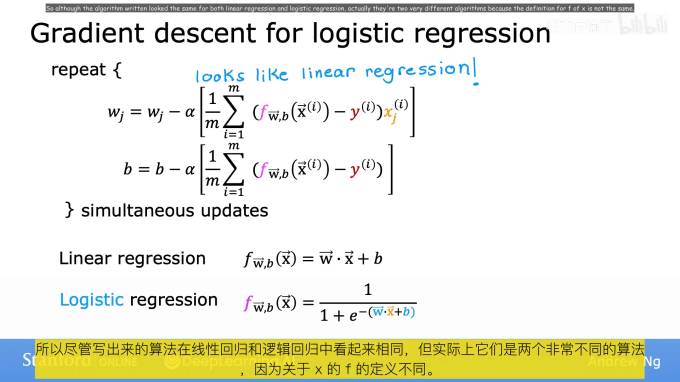 So although the algorithm written looked the same for both linear regression and logistic regression, actually they're two very different algorithms because the definition for f of x is not the same.
Gradient descent for logistic regression
repeat {
looks like linear regression!
w_j = w_j − α [ 1/m ∑_{i=1}^{m} (f_{w⃗,b}(x⃗^{(i)}) − y^{(i)}) x_j^{(i)} ]
b = b − α [ 1/m ∑_{i=1}^{m} (f_{w⃗,b}(x⃗^{(i)}) − y^{(i)}) ]
} simultaneous updates
Linear regression f_{w⃗,b}(x⃗) = w⃗ · x⃗ + b
Logistic regression f_{w⃗,b}(x⃗) = 1 / (1 + e^{−(w⃗·x⃗+b)})
所以尽管写出来的算法在线性回归和逻辑回归中看起来相同，但实际上它们是两个非常不同的算法
，因为关于 x 的 f 的定义不同。
Ng